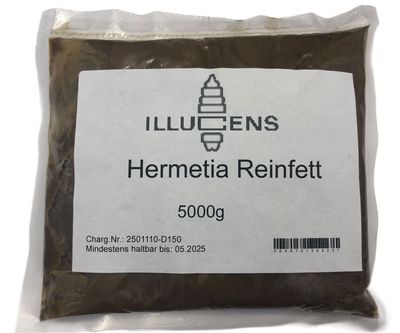 ILLUCENS
Hermetia Reinfett
5000g
Charg.Nr.: 2501110-D150
Mindestens haltbar bis: 05.2025